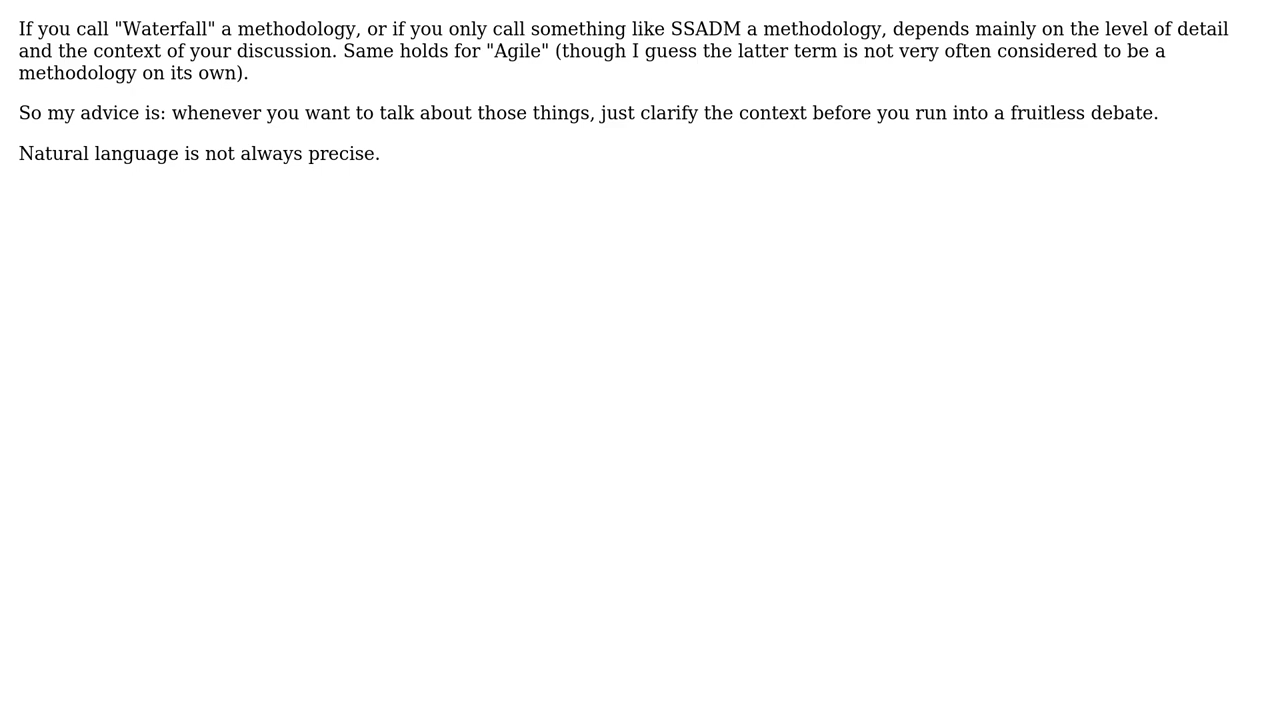 If you call "Waterfall" a methodology, or if you only call something like SSADM a methodology, depends mainly on the level of detail
and the context of your discussion. Same holds for "Agile" (though I guess the latter term is not very often considered to be a
methodology on its own).
So my advice is: whenever you want to talk about those things, just clarify the context before you run into a fruitless debate.
Natural language is not always precise.